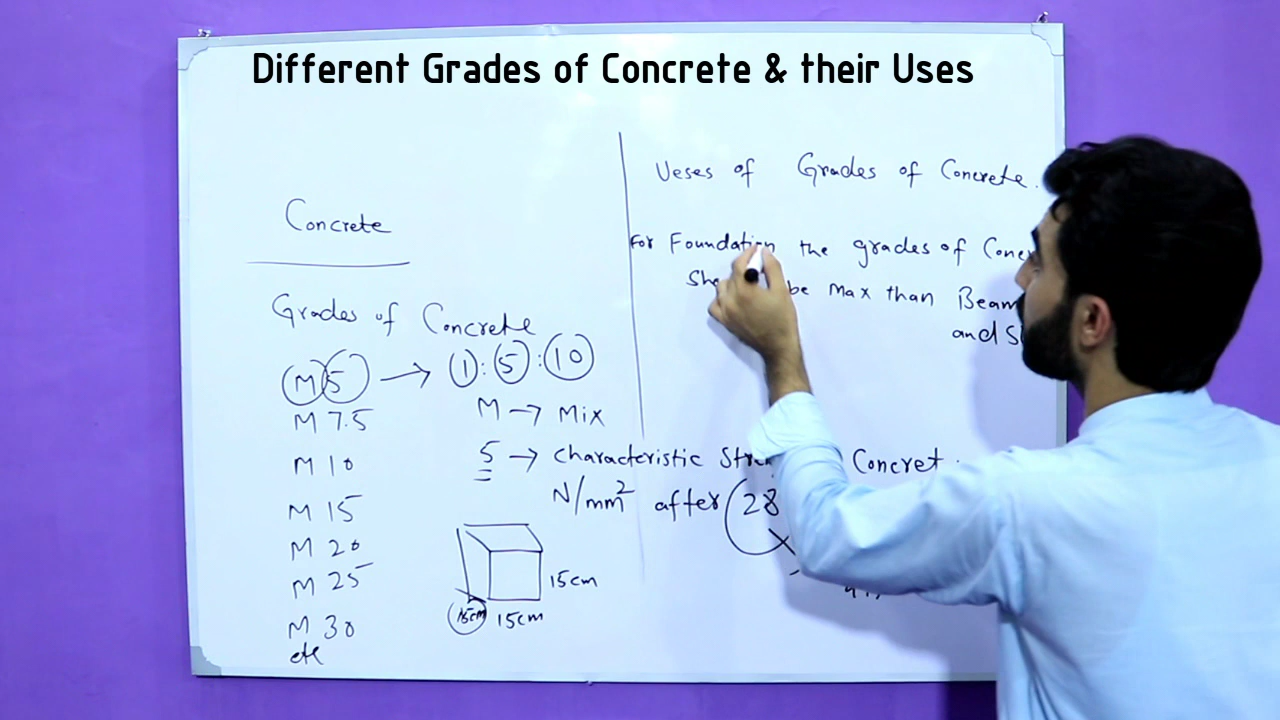 Different Grades of Concrete & their Uses
Concrete
Grades of Concrete
M5 → 1:5:10
M 7.5
M → Mix
M 10
5 → characteristic Concret.
N/mm² after 28
M 15
M 20
M 25
M 30
etc
15cm
15cm 15cm
Ueses of Grades of Concrete.
For Foundation the grades of
be Max than
and